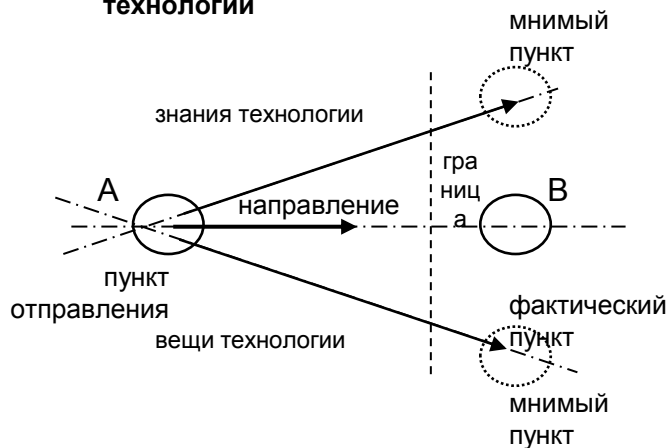 технологии
мнимый
пункт
знания технологии
гра
ниц
а
А
В
направление
пункт
отправления
фактический
пункт
вещи технологии
мнимый
пункт